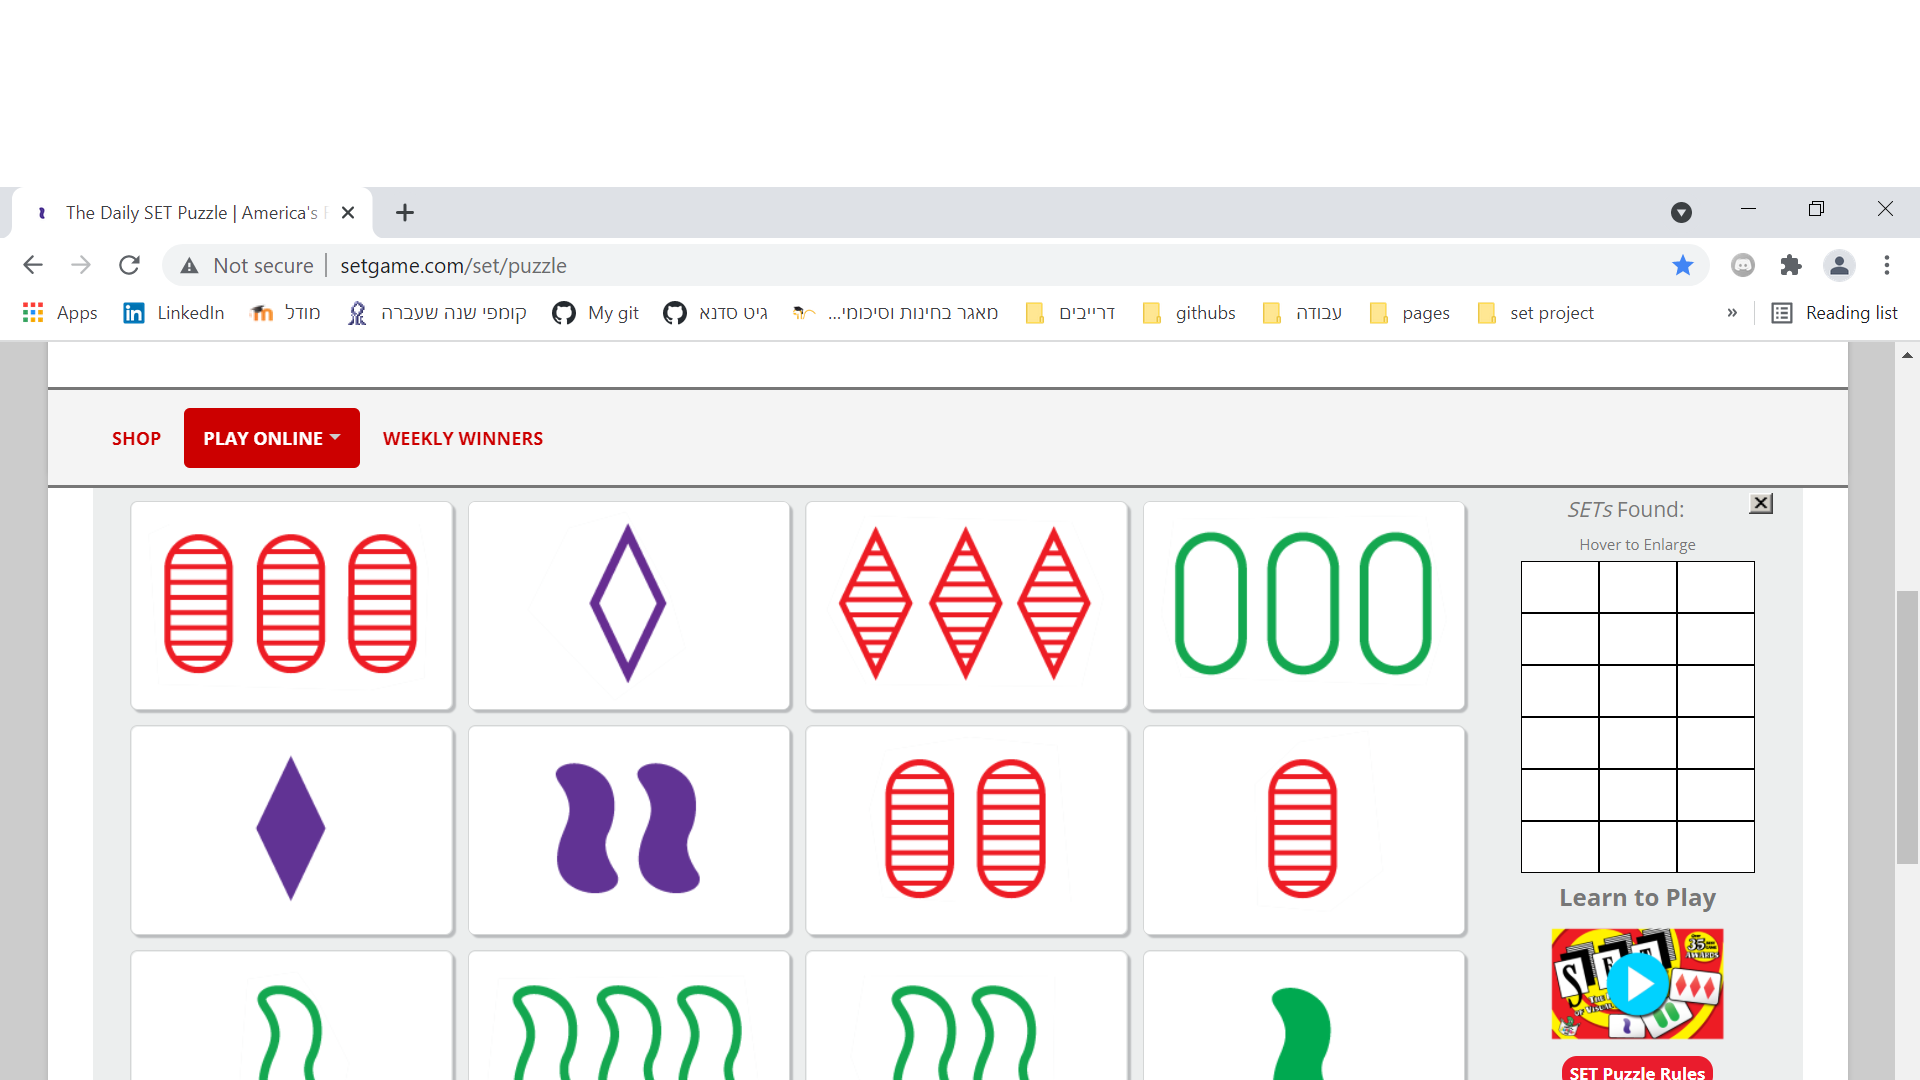 The Daily SET Puzzle | America's
Not secure | setgame.com/set/puzzle
Apps LinkedIn מודל קומפי שנה שעברה My git גיט סדנא מאגר בחינות וסיכומי... דרייבים githubs עבודה pages set project » Reading list
SHOP PLAY ONLINE WEEKLY WINNERS
SETs Found:
Hover to Enlarge
Learn to Play
SET
SET Puzzle Rules